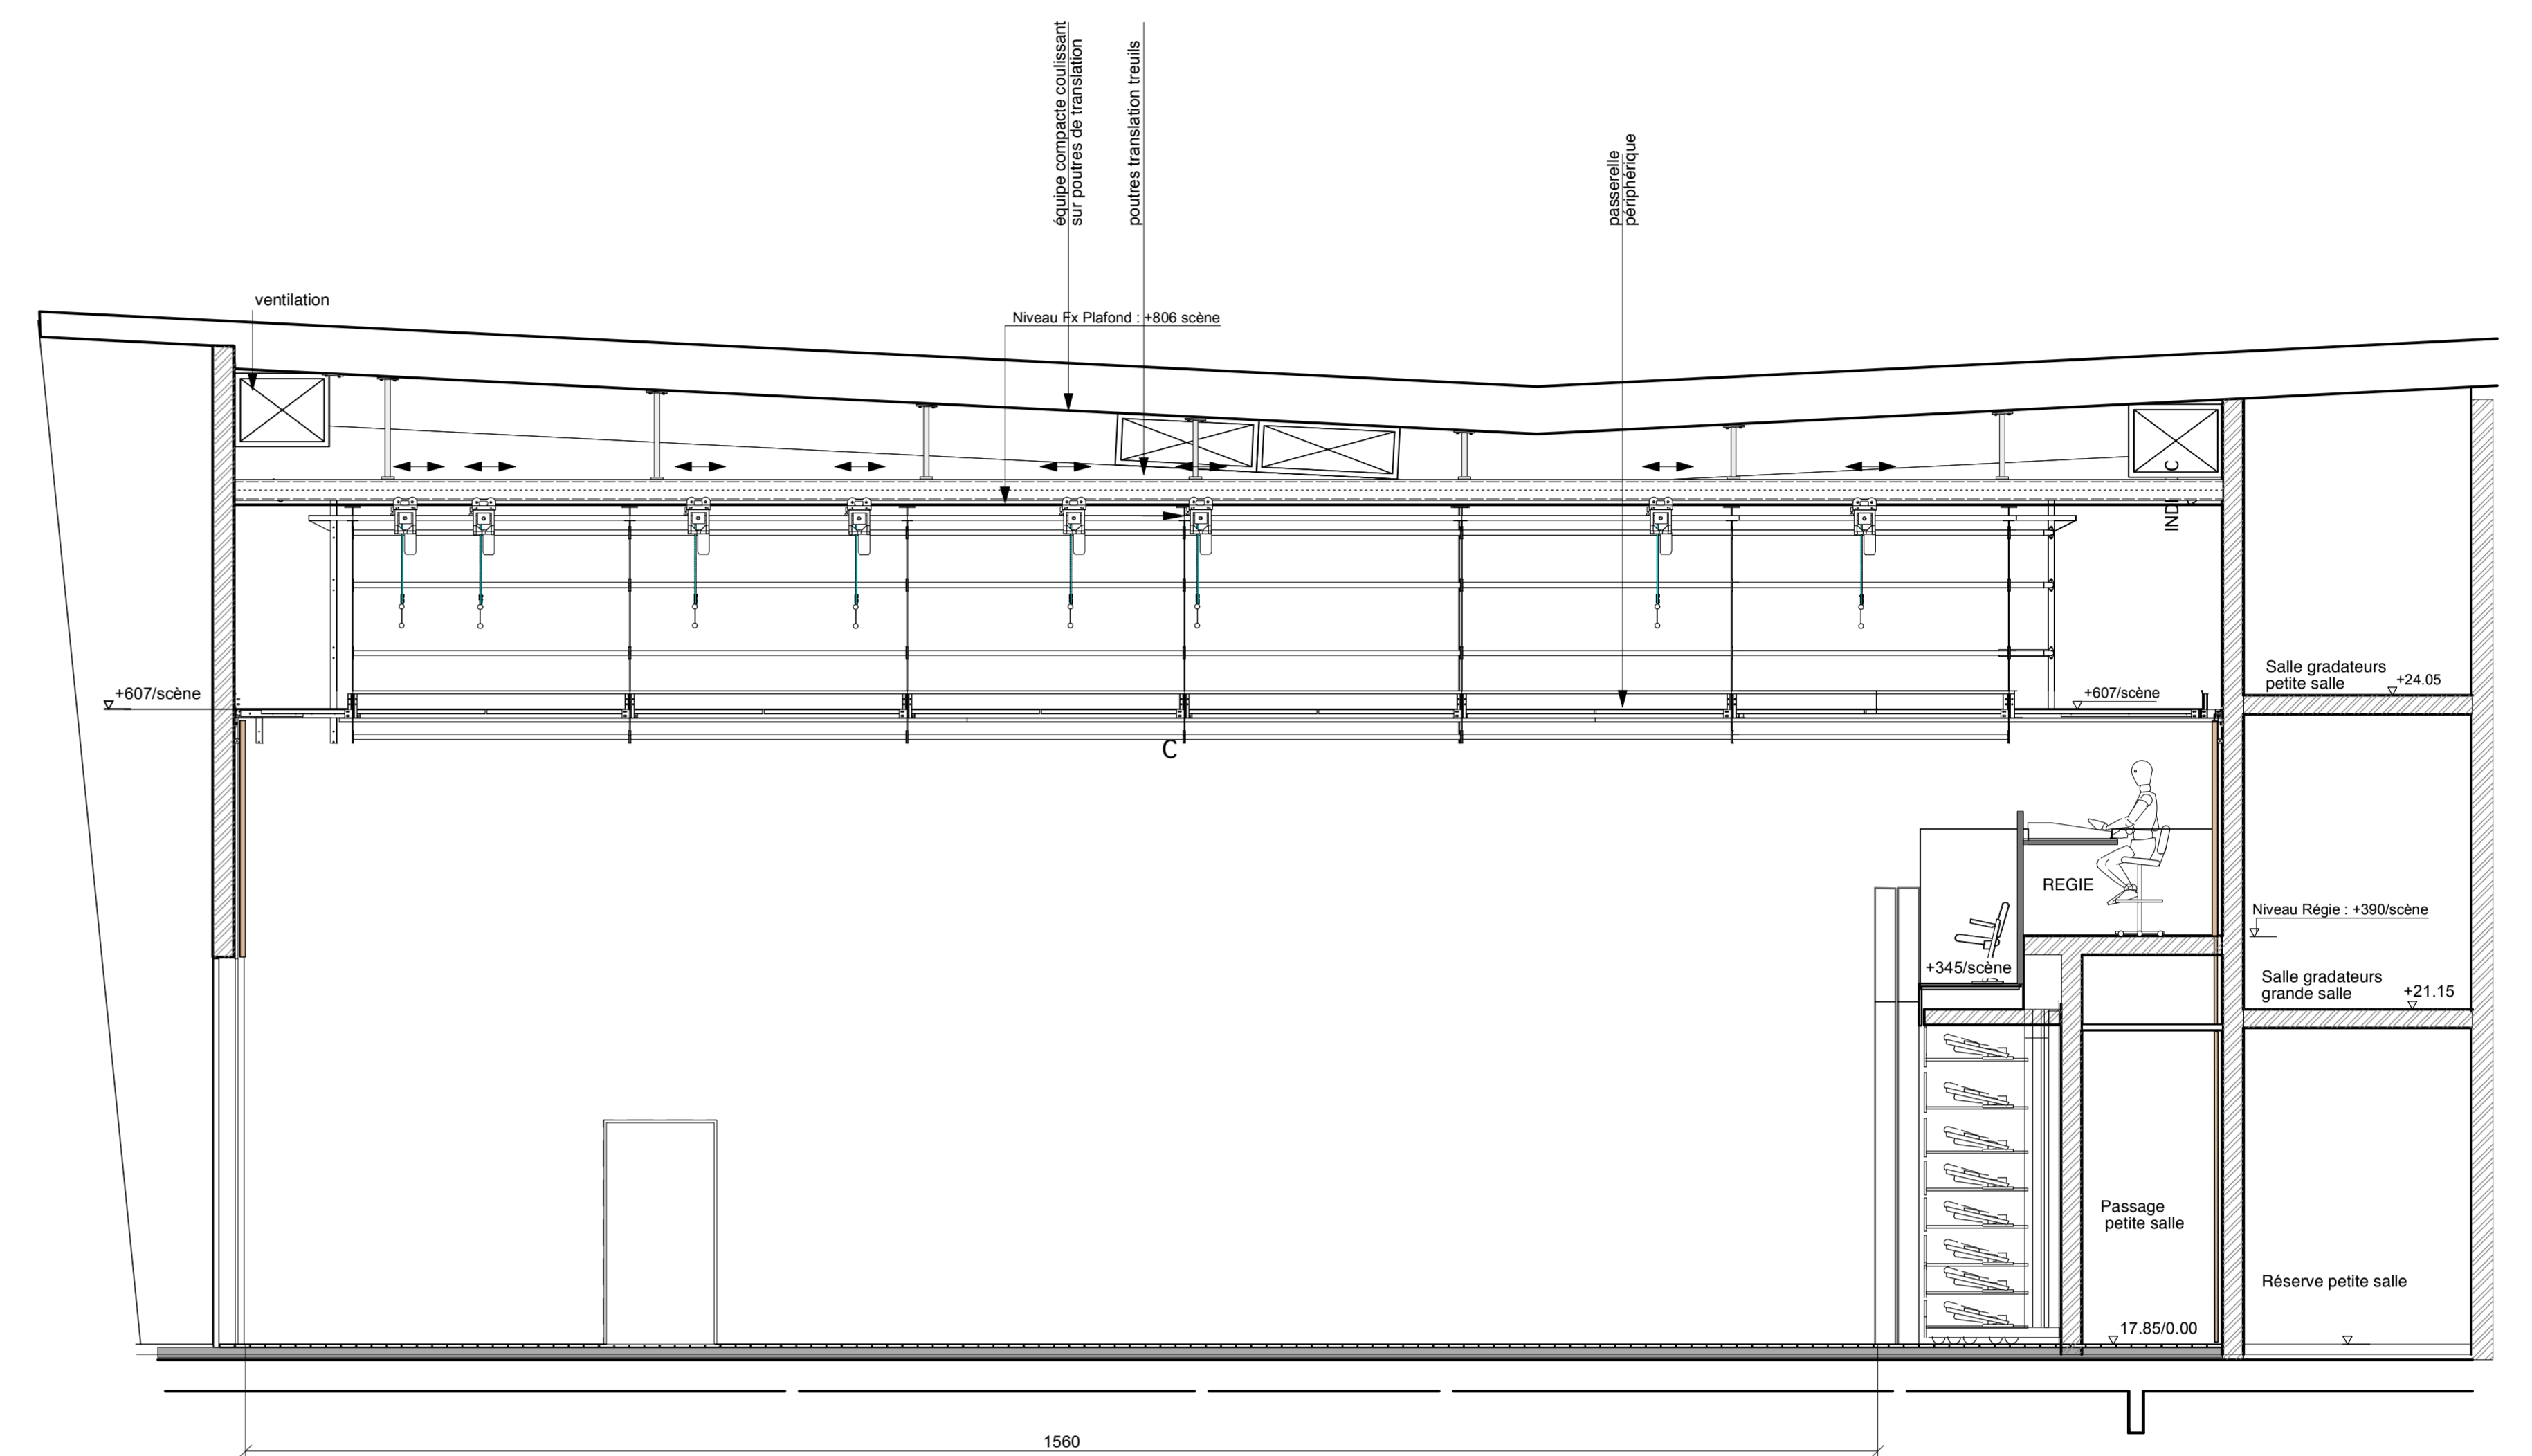 équipe compacte coulissant
sur poutres de translation
poutres translation treuils
passerelle
périphérique
ventilation
Niveau Fx Plafond : +806 scène
C
+607/scène
+607/scène
Salle gradateurs
petite salle
+24.05
C
REGIE
Niveau Régie : +390/scène
+345/scène
Salle gradateurs
grande salle
+21.15
Passage
petite salle
Réserve petite salle
17.85/0.00
1560